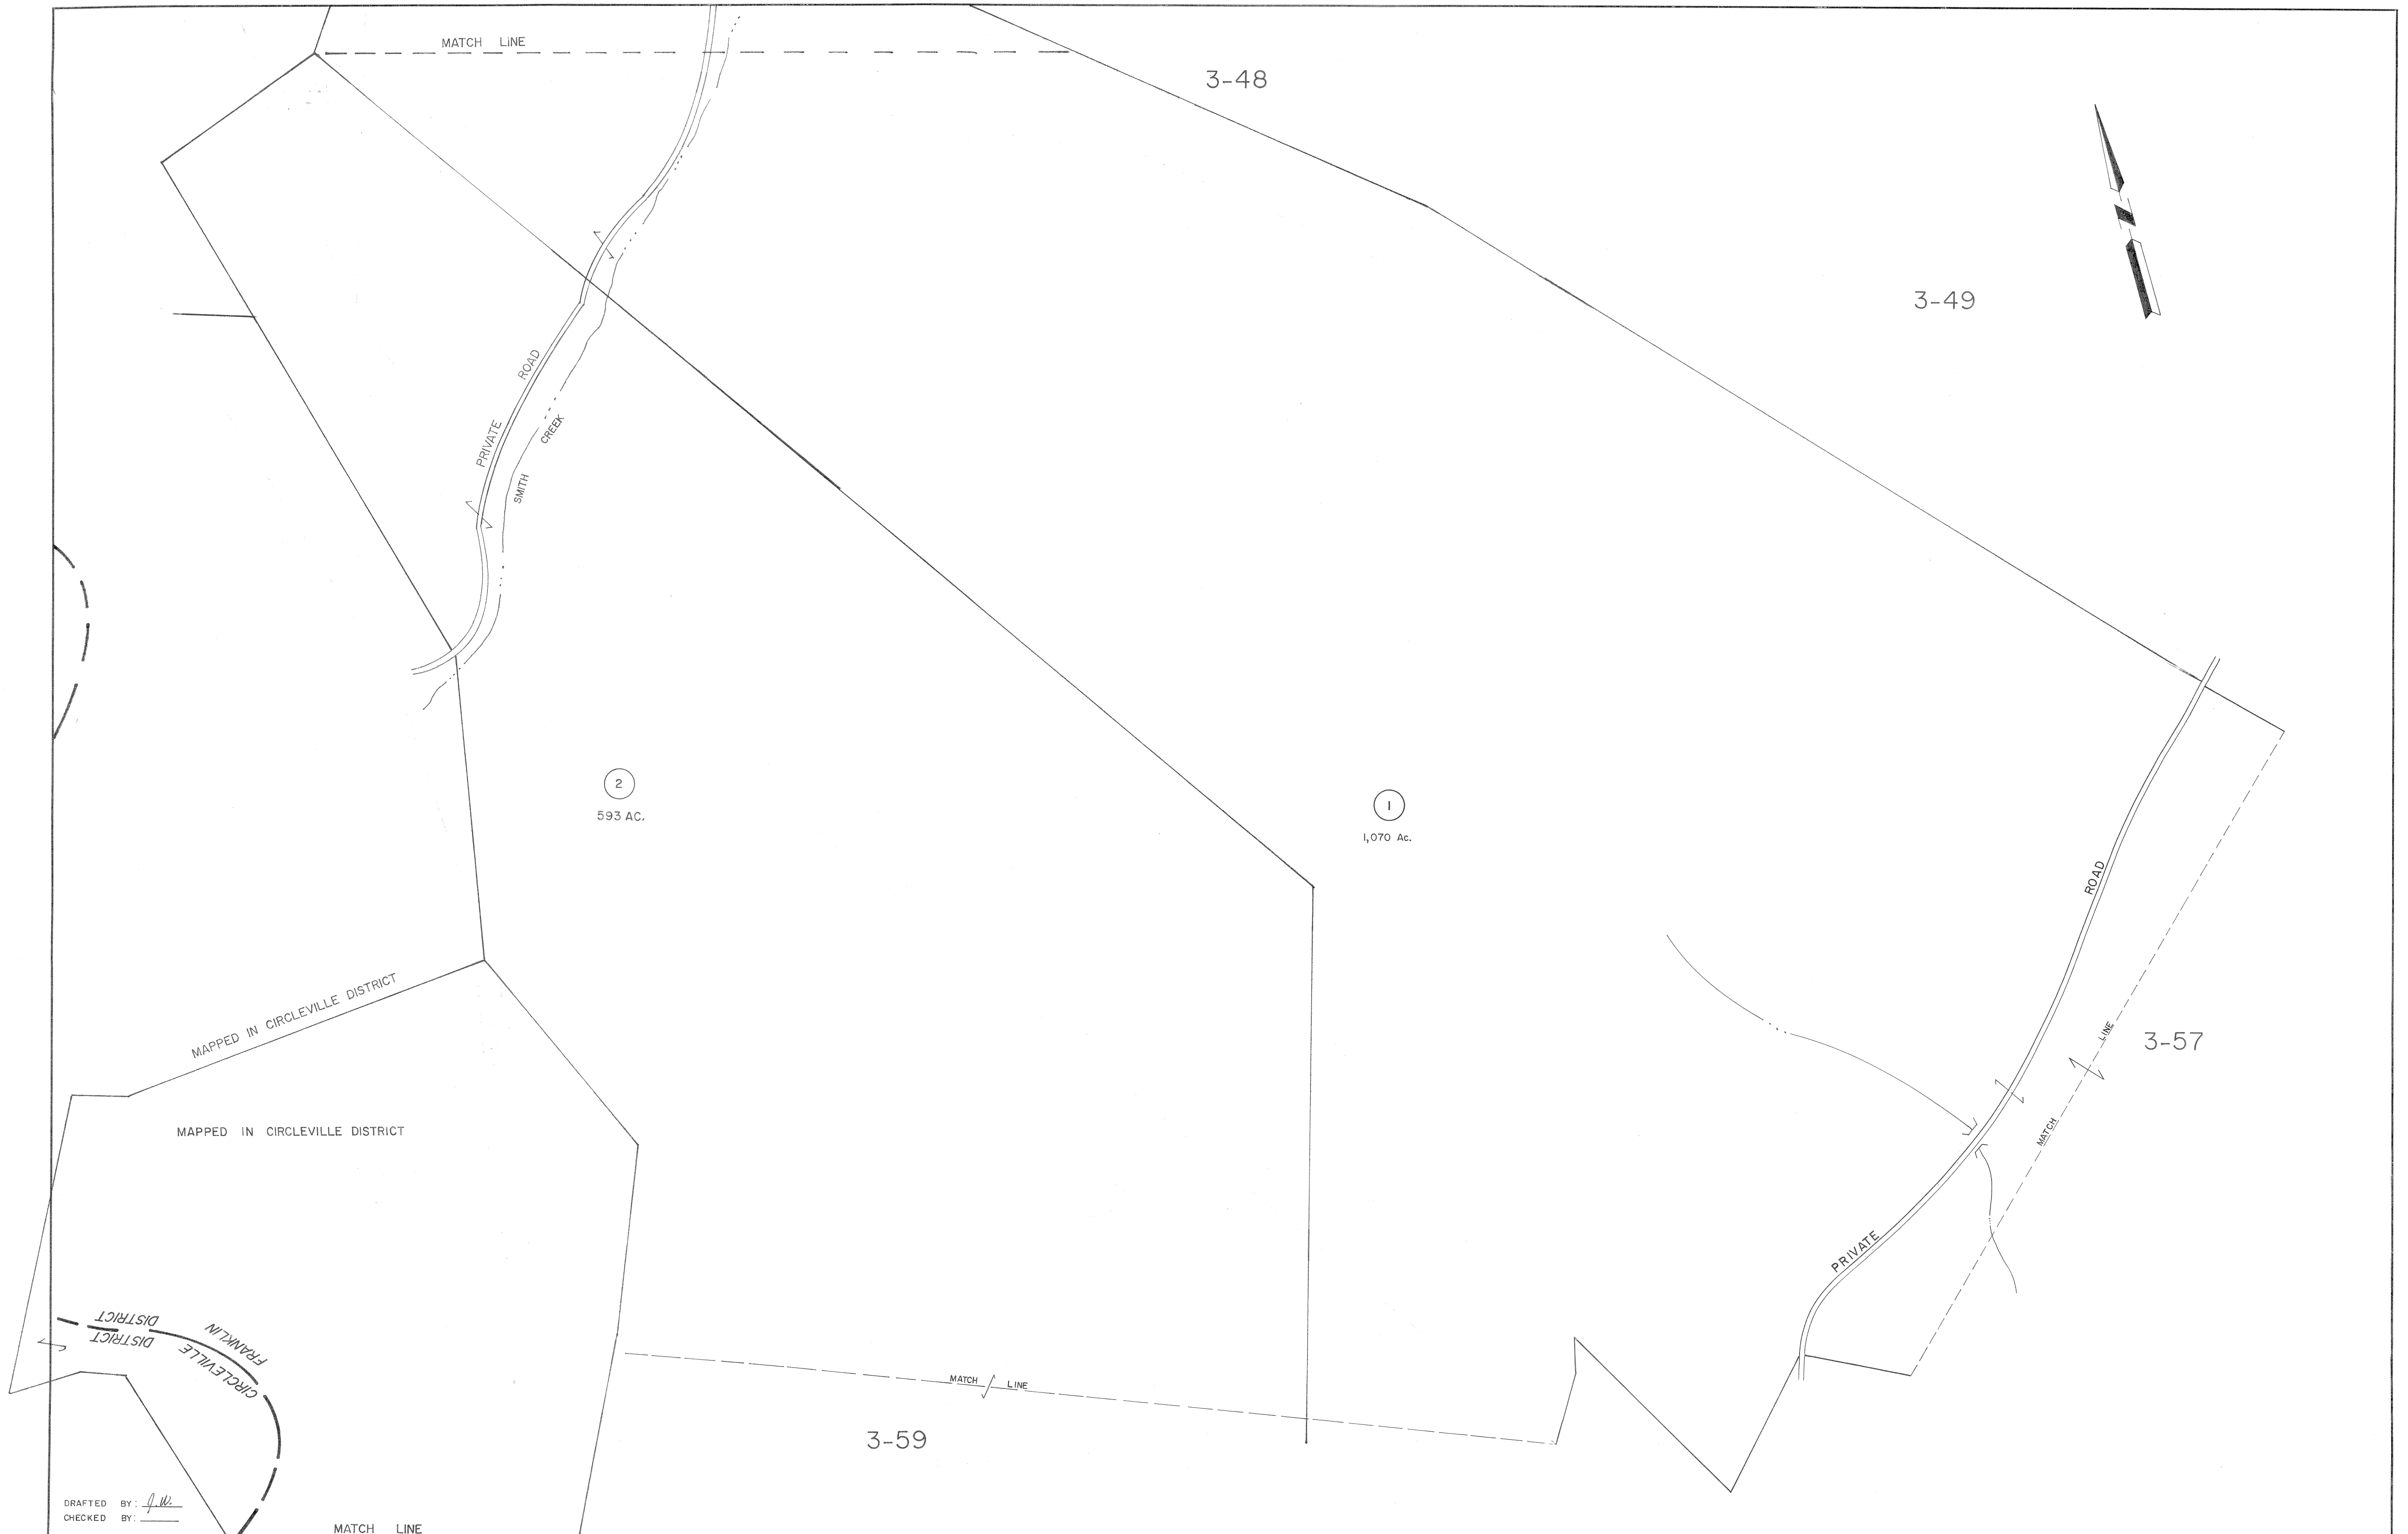 MATCH LINE
3-48
3-49
PRIVATE ROAD
SMITH CREEK
2
593 AC.
1
1,070 Ac.
ROAD
MAPPED IN CIRCLEVILLE DISTRICT
LINE
3-57
MATCH
MAPPED IN CIRCLEVILLE DISTRICT
PRIVATE
FRANKLIN DISTRICT
CIRCLEVILLE DISTRICT
MATCH LINE
3-59
DRAFTED BY: J.W.
CHECKED BY:
MATCH LINE